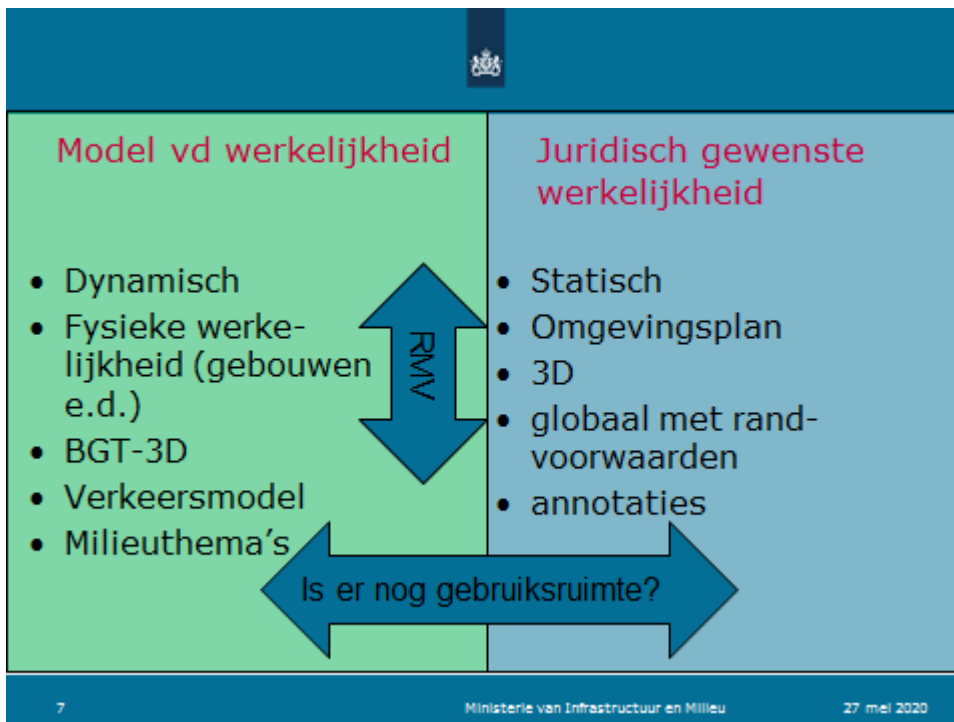 Model vd werkelijkheid
• Dynamisch
• Fysieke werke-
lijkheid (gebouwen
e.d.)
• BGT-3D
• Verkeersmodel
• Milieuthema's
RMV
Juridisch gewenste
werkelijkheid
• Statisch
• Omgevingsplan
• 3D
• globaal met rand-
voorwaarden
• annotaties
Is er nog gebruiksruimte?
7
Ministerie van Infrastructuur en Milieu
27 mei 2020